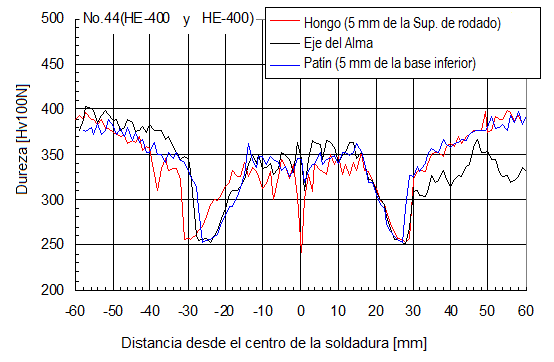 No.44(HE-400 y HE-400)
Hongo (5 mm de la Sup. de rodado)
Eje del Alma
Patín (5 mm de la base inferior)
Dureza [Hv100N]
500
450
400
350
300
250
200
-60 -50 -40 -30 -20 -10 0 10 20 30 40 50 60
Distancia desde el centro de la soldadura [mm]